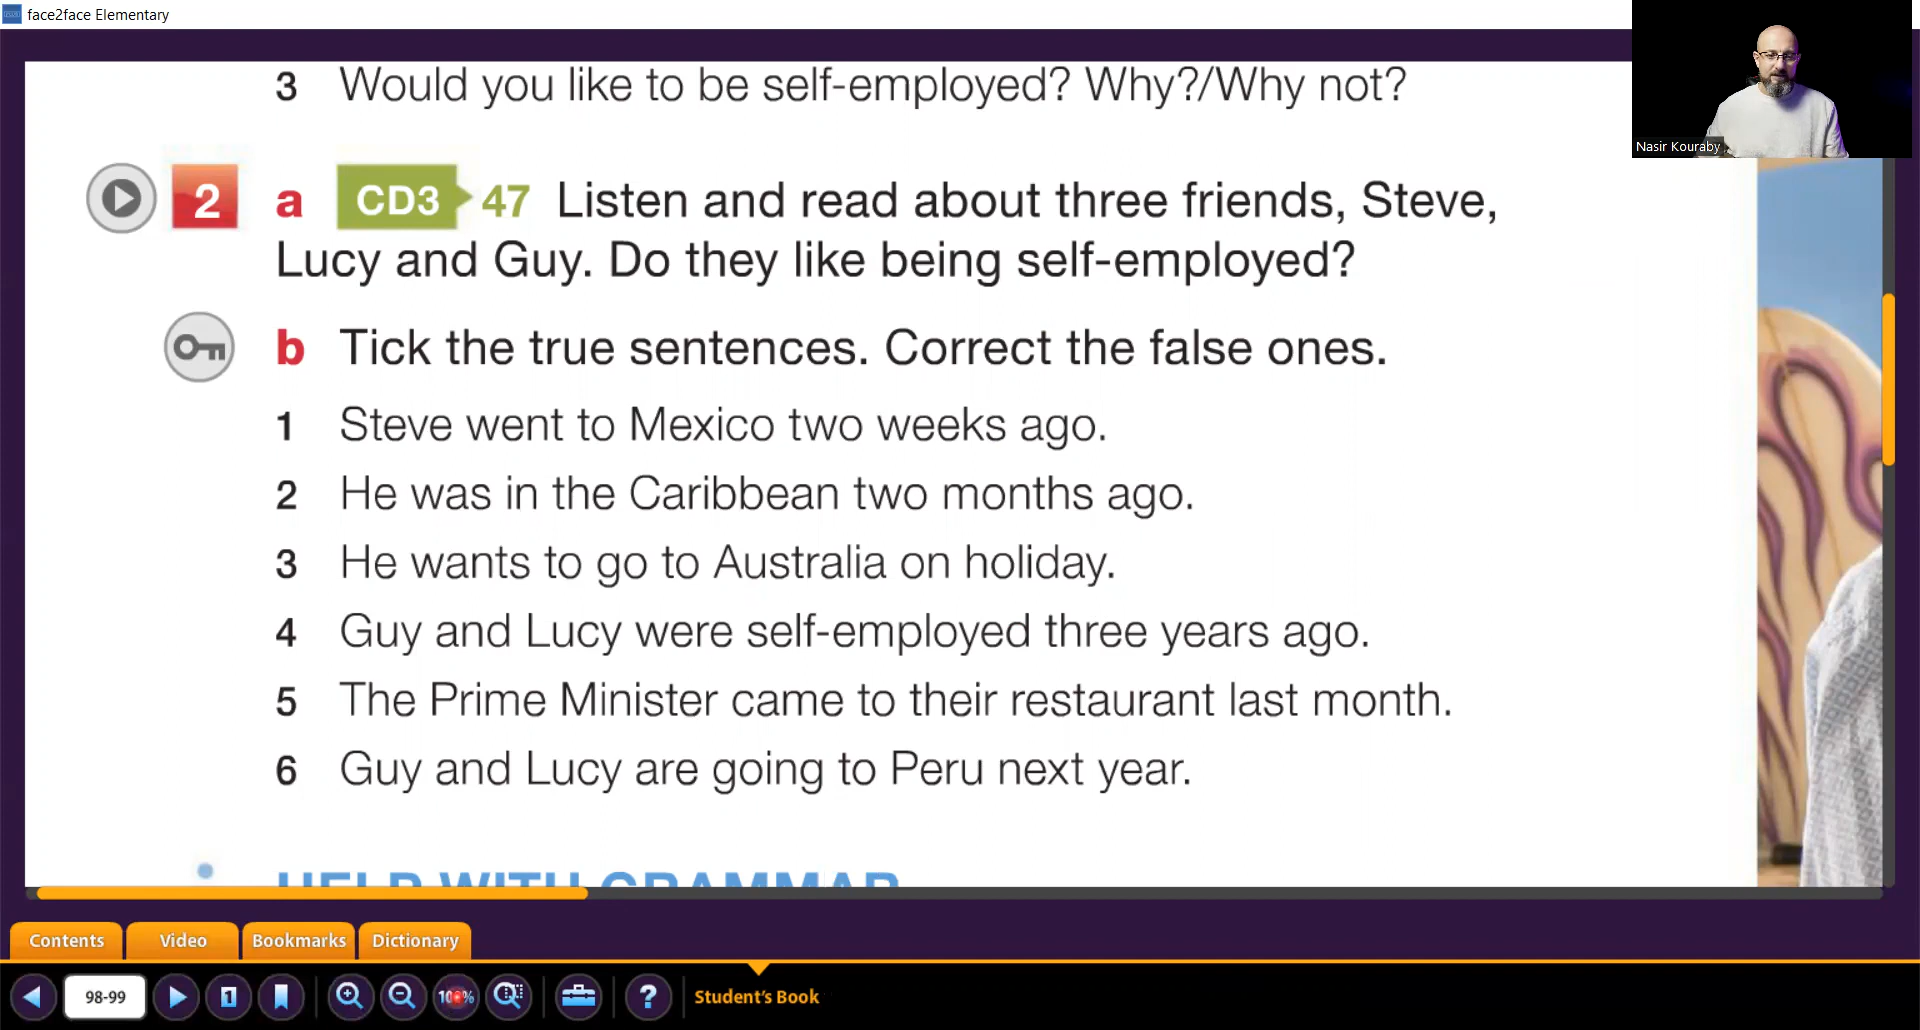 face2face Elementary
Nasir Kouraby
3 Would you like to be self-employed? Why?/Why not?
2 a CD3 47 Listen and read about three friends, Steve,
Lucy and Guy. Do they like being self-employed?
b Tick the true sentences. Correct the false ones.
1 Steve went to Mexico two weeks ago.
2 He was in the Caribbean two months ago.
3 He wants to go to Australia on holiday.
4 Guy and Lucy were self-employed three years ago.
5 The Prime Minister came to their restaurant last month.
6 Guy and Lucy are going to Peru next year.
HELP WITH GRAMMAR
Contents Video Bookmarks Dictionary
98-99 1 100% ? Student's Book